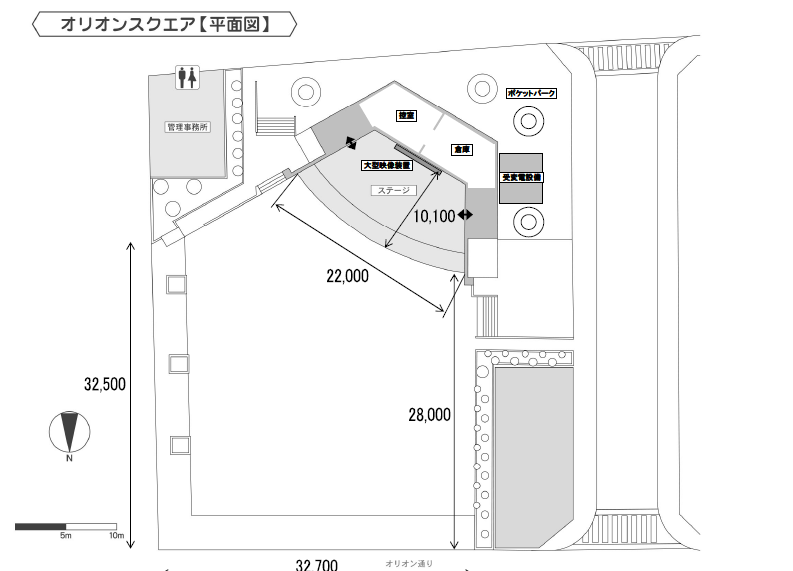 オリオンスクエア【平面図】
ポケットパーク
控室
管理事務所
倉庫
大型映像装置
受変電設備
ステージ
10,100
22,000
32,500
28,000
N
5m
10m
32,700
オリオン通り